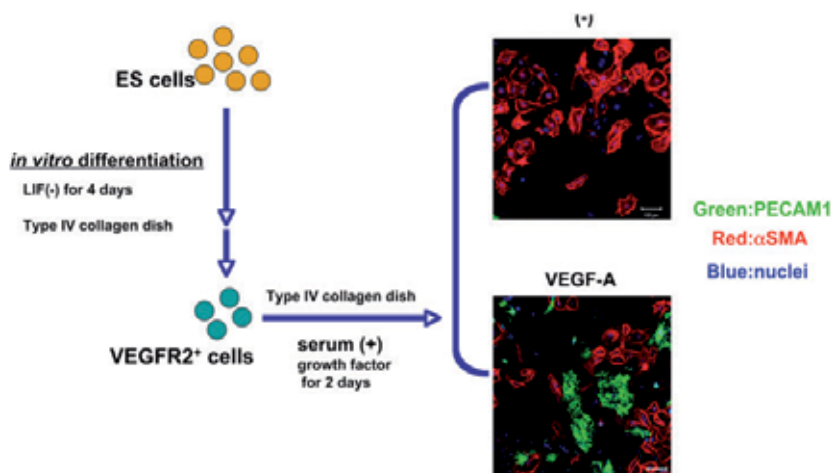 ES cells
in vitro differentiation
LIF(-) for 4 days
Type IV collagen dish
VEGFR2⁺ cells
Type IV collagen dish
serum (+)
growth factor
for 2 days
VEGF-A
Green:PECAM1
Red:αSMA
Blue:nuclei